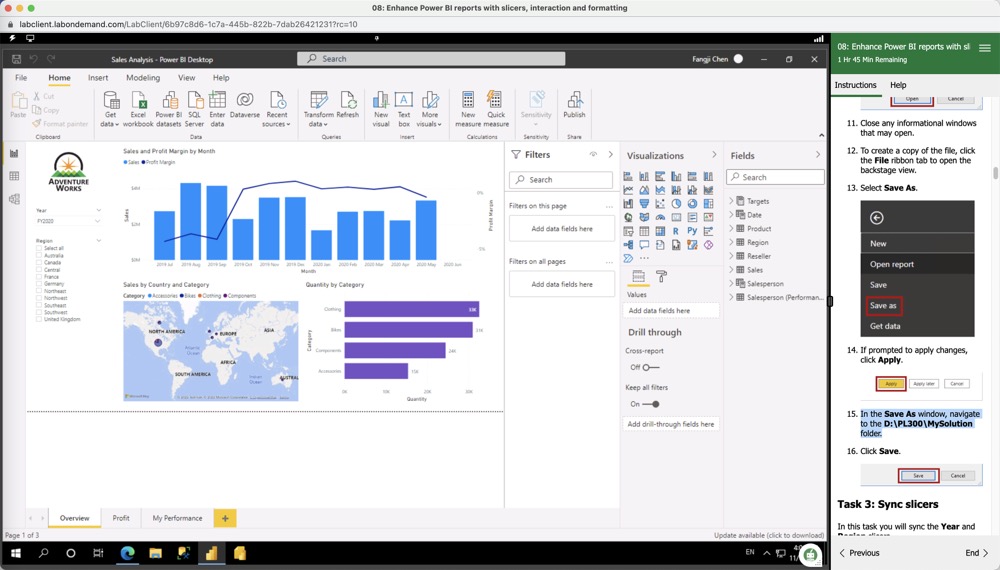 08: Enhance Power BI reports with slicers, interaction and formatting
labclient.labondemand.com/LabClient/6b97c8d6-1c7a-445b-822b-7dab26421231?rc=10
Sales Analysis - Power BI Desktop
Search
Fangji Chen
File
Home
Insert
Modeling
View
Help
Paste
Cut
Copy
Format painter
Clipboard
Get data
Excel workbook
Power BI datasets
SQL Server
Enter data
Dataverse
Recent sources
Data
Transform data
Refresh
Queries
New visual
Text box
More visuals
Insert
New measure
Quick measure
Calculations
Sensitivity
Sensitivity
Publish
Share
ADVENTURE WORKS
Year
FY2020
Region
Select all
Australia
Canada
Central
France
Germany
Northeast
Northwest
Southeast
Southwest
United Kingdom
Sales and Profit Margin by Month
Sales Profit Margin
Sales
$4M
$2M
$0M
0%
-5%
Profit Margin
2019 Jul 2019 Aug 2019 Sep 2019 Oct 2019 Nov 2019 Dec 2020 Jan 2020 Feb 2020 Mar 2020 Apr 2020 May 2020 Jun
Month
Sales by Country and Category
Category Accessories Bikes Clothing Components
NORTH AMERICA
EUROPE
ASIA
Atlantic Ocean
AFRICA
SOUTH AMERICA
Indian Ocean
AUSTRAL
Quantity by Category
Category
Clothing
Bikes
Components
Accessories
24K
15K
0K
10K
20K
30K
Quantity
Filters
Search
Filters on this page
Add data fields here
Filters on all pages
Add data fields here
Visualizations
Values
Add data fields here
Drill through
Cross-report
Off
Keep all filters
On
Add drill-through fields here
Fields
Search
Targets
Date
Product
Region
Reseller
Sales
Salesperson
Salesperson (Performan...
Overview
Profit
My Performance
Page 1 of 3
Update available (click to download)
EN
08: Enhance Power BI reports with sli
1 Hr 45 Min Remaining
Instructions
Help
Open
Cancel
11. Close any informational windows
that may open.
12. To create a copy of the file, click
the File ribbon tab to open the
backstage view.
13. Select Save As.
New
Open report
Save
Save as
Get data
14. If prompted to apply changes,
click Apply.
Apply
Apply later
Cancel
15. In the Save As window, navigate
to the D:\PL300\MySolution
folder.
16. Click Save.
Save
Cancel
Task 3: Sync slicers
In this task you will sync the Year and
Previous
End